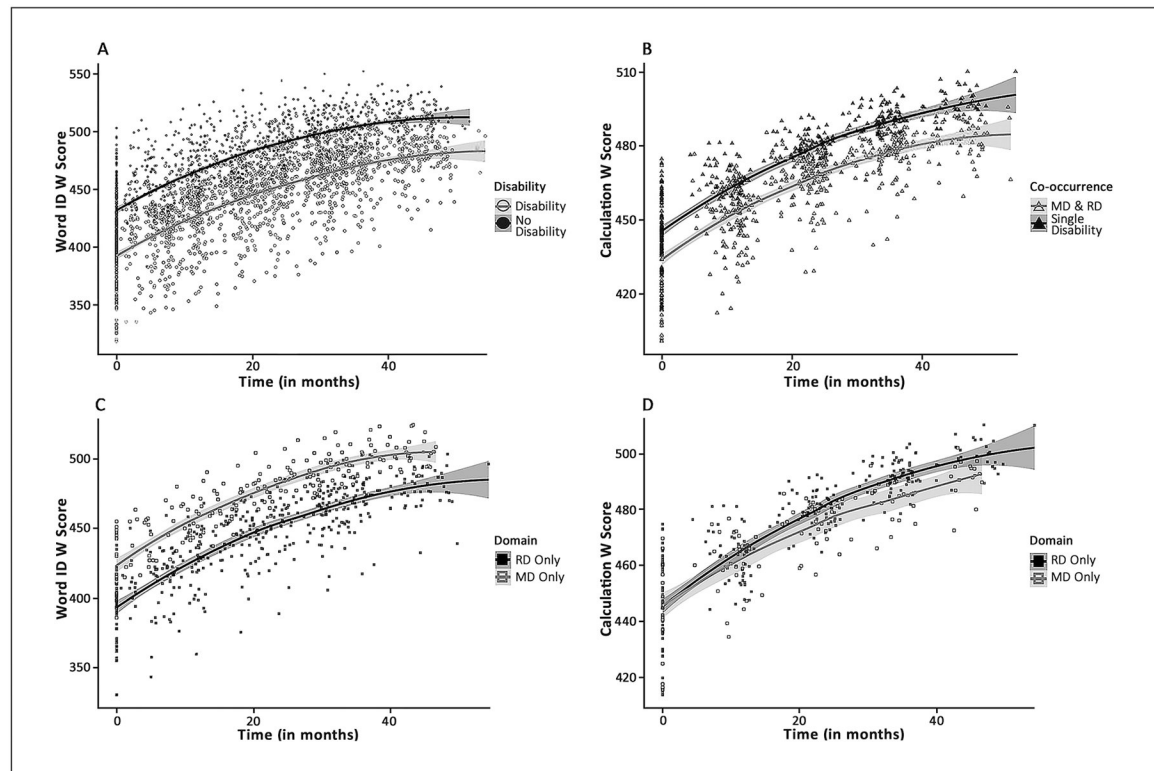 A
Word ID W Score
550
500
450
400
350
0
20
40
Time (in months)
Disability
Disability
No
Disability
B
Calculation W Score
510
480
450
420
0
20
40
Time (in months)
Co-occurrence
MD & RD
Single
Disability
C
Word ID W Score
500
450
400
350
0
20
40
Time (in months)
Domain
RD Only
MD Only
D
Calculation W Score
500
480
460
440
420
0
20
40
Time (in months)
Domain
RD Only
MD Only